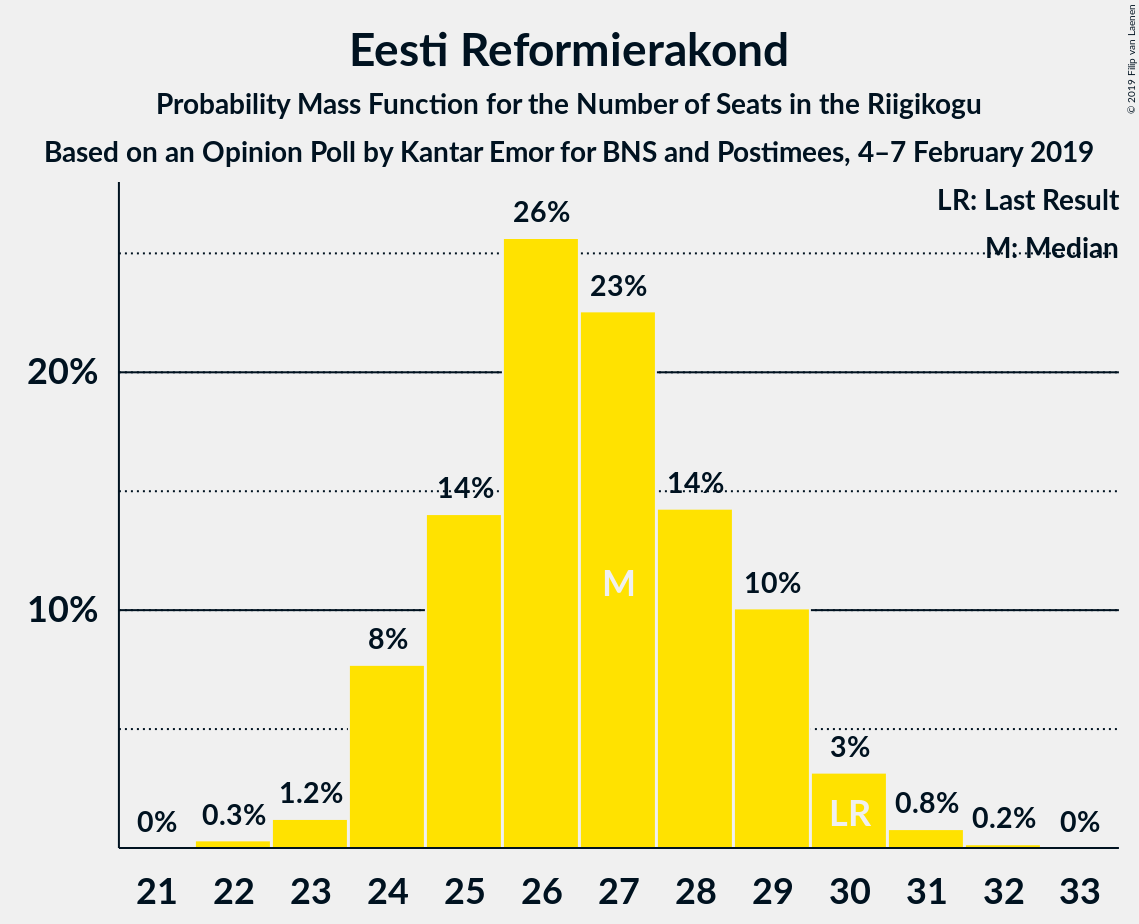 Eesti Reformierakond
Probability Mass Function for the Number of Seats in the Riigikogu
Based on an Opinion Poll by Kantar Emor for BNS and Postimees, 4–7 February 2019
© 2019 Filip van Laenen
LR: Last Result
M: Median
20%
10%
0%
0.3%
1.2%
8%
14%
26%
23%
14%
10%
3%
0.8%
0.2%
0%
M
LR
21 22 23 24 25 26 27 28 29 30 31 32 33